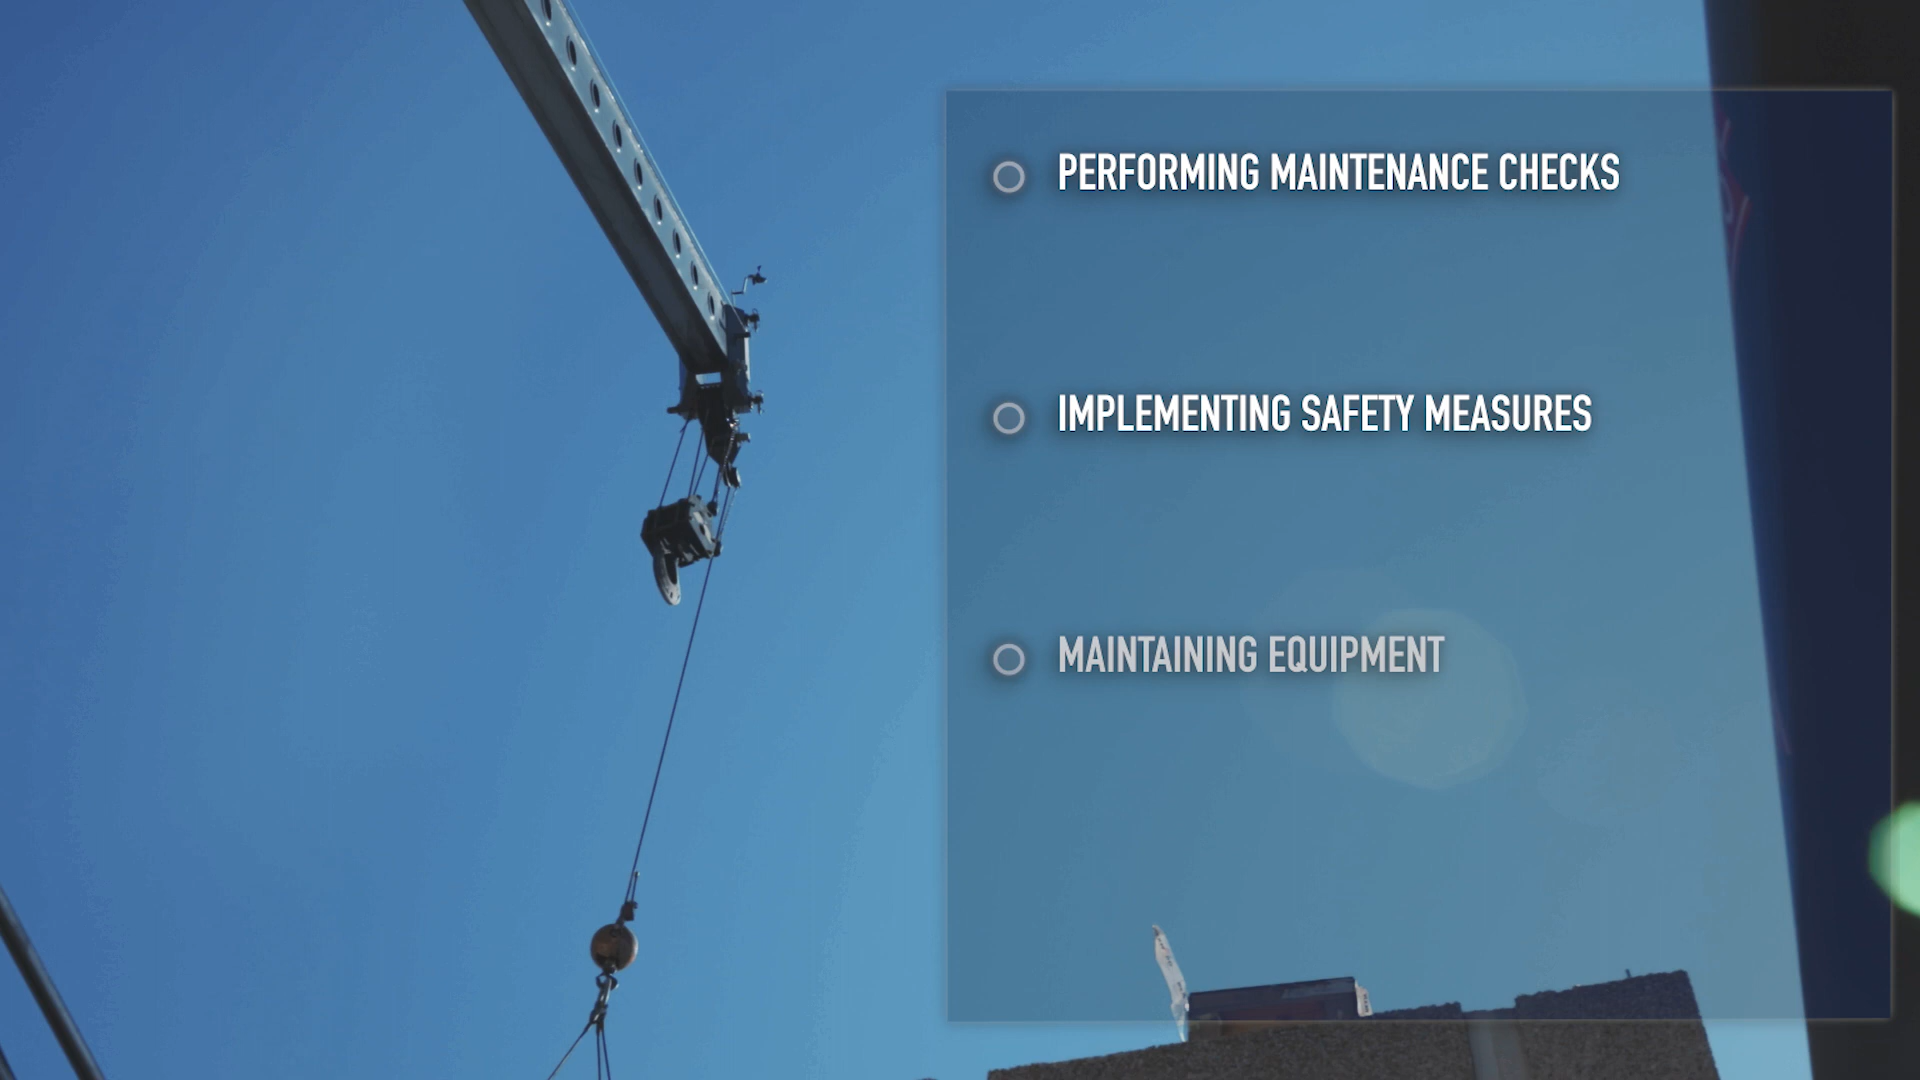 PERFORMING MAINTENANCE CHECKS
IMPLEMENTING SAFETY MEASURES
MAINTAINING EQUIPMENT